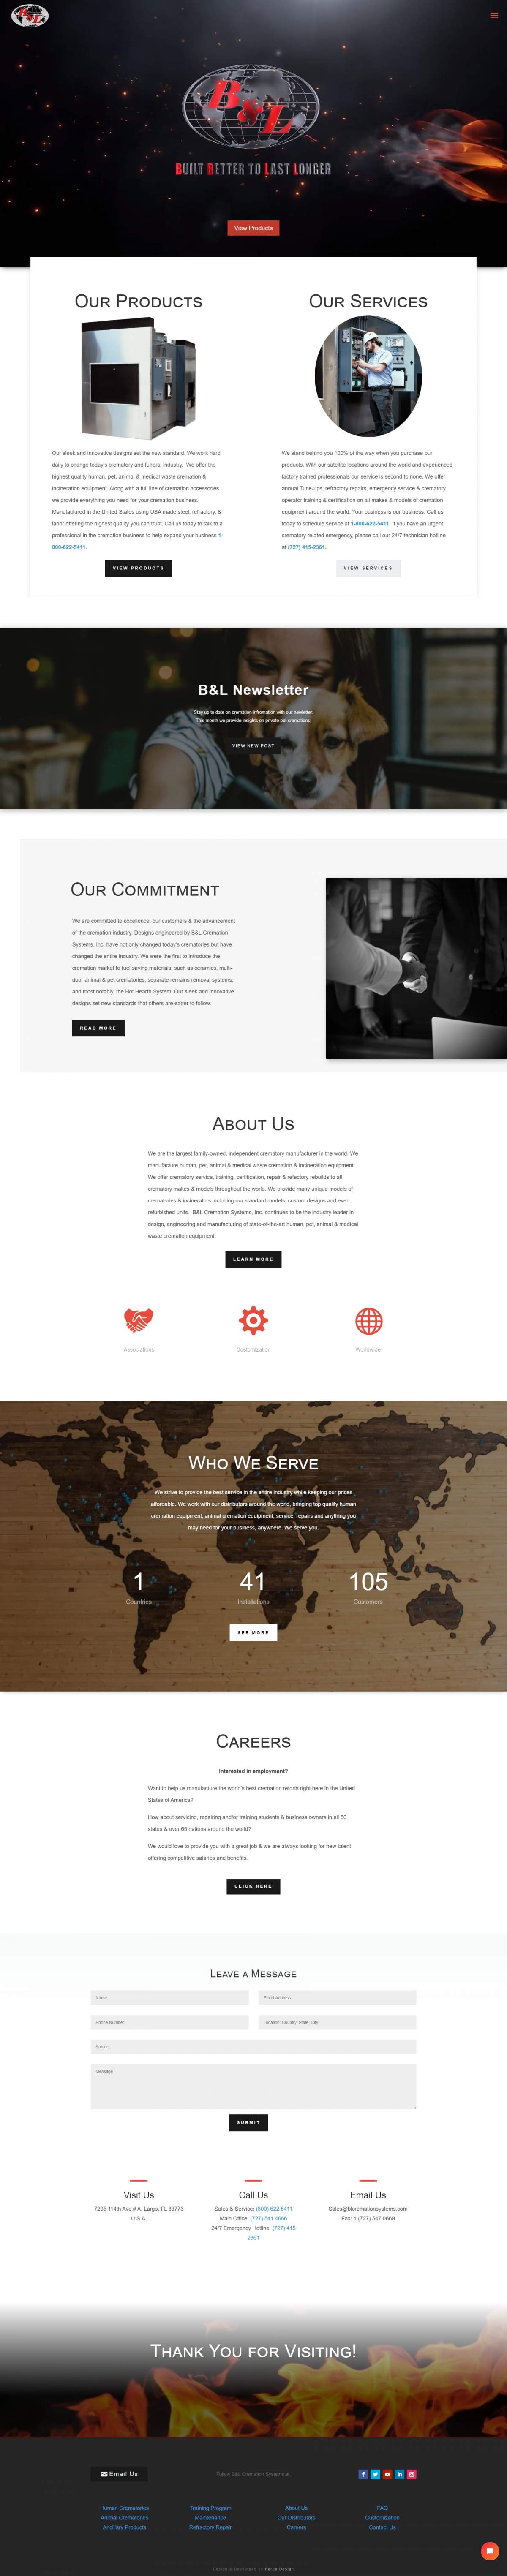 B&L
B&L
BUILT BETTER TO LAST LONGER
View Products
OUR PRODUCTS
Our sleek and innovative designs set the new standard. We work hard
daily to change today's crematory and funeral industry.  We offer the
highest quality human, pet, animal & medical waste cremation &
incineration equipment. Along with a full line of cremation accessories
we provide everything you need for your cremation business.
Manufactured in the United States using USA made steel, refractory, &
labor offering the highest quality you can trust. Call us today to talk to a
professional in the cremation business to help expand your business 1-
800-622-5411.
VIEW PRODUCTS
OUR SERVICES
We stand behind you 100% of the way when you purchase our
products. With our satellite locations around the world and experienced
factory trained professionals our service is second to none. We offer
annual Tune-ups, refractory repairs, emergency service & crematory
operator training & certification on all makes & models of cremation
equipment around the world. Your business is our business. Call us
today to schedule service at 1-800-622-5411. If you have an urgent
crematory related emergency, please call our 24/7 technician hotline
at (727) 415-2361.
VIEW SERVICES
B&L Newsletter
Stay up to date on cremation infromation with our newletter.
This month we provide insights on private pet cremations.
VIEW NEW POST
OUR COMMITMENT
We are committed to excellence, our customers & the advancement
of the cremation industry. Designs engineered by B&L Cremation
Systems, Inc. have not only changed today's crematories but have
changed the entire industry. We were the first to introduce the
cremation market to fuel saving materials, such as ceramics, multi-
door animal & pet crematories, separate remains removal systems,
and most notably, the Hot Hearth System. Our sleek and innovative
designs set new standards that others are eager to follow.
READ MORE
ABOUT US
We are the largest family-owned, independent crematory manufacturer in the world. We
manufacture human, pet, animal & medical waste cremation & incineration equipment.
We offer crematory service, training, certification, repair & refectory rebuilds to all
crematory makes & models throughout the world. We provide many unique models of
crematories & incinerators including our standard models, custom designs and even
refurbished units.  B&L Cremation Systems, Inc. continues to be the industry leader in
design, engineering and manufacturing of state-of-the-art human, pet, animal & medical
waste cremation equipment.
LEARN MORE
Associations
Customization
Worldwide
WHO WE SERVE
We strive to provide the best service in the entire industry while keeping our prices
affordable. We work with our distributors around the world, bringing top quality human
cremation equipment, animal cremation equipment, service, repairs and anything you
may need for your business, anywhere. We serve you.
1
Countries
41
Installations
105
Customers
SEE MORE
CAREERS
Interested in employment?
Want to help us manufacture the world's best cremation retorts right here in the United
States of America?
How about servicing, repairing and/or training students & business owners in all 50
states & over 65 nations around the world?
We would love to provide you with a great job & we are always looking for new talent
offering competitive salaries and benefits.
CLICK HERE
LEAVE A MESSAGE
Name
Email Address
Phone Number
Location: Country, State, City
Subject
Message
SUBMIT
Visit Us
7205 114th Ave # A, Largo, FL 33773
U.S.A.
Call Us
Sales & Service: (800) 622 5411
Main Office: (727) 541 4666
24/7 Emergency Hotline: (727) 415
2361
Email Us
Sales@blcremationsystems.com
Fax: 1 (727) 547 0669
THANK YOU FOR VISITING!
Email Us
Follow B&L Cremation Systems at
Human Crematories
Animal Crematories
Ancillary Products
Training Program
Maintenance
Refractory Repair
About Us
Our Distributors
Careers
FAQ
Customization
Contact Us
Design & Developed by Pulse Design